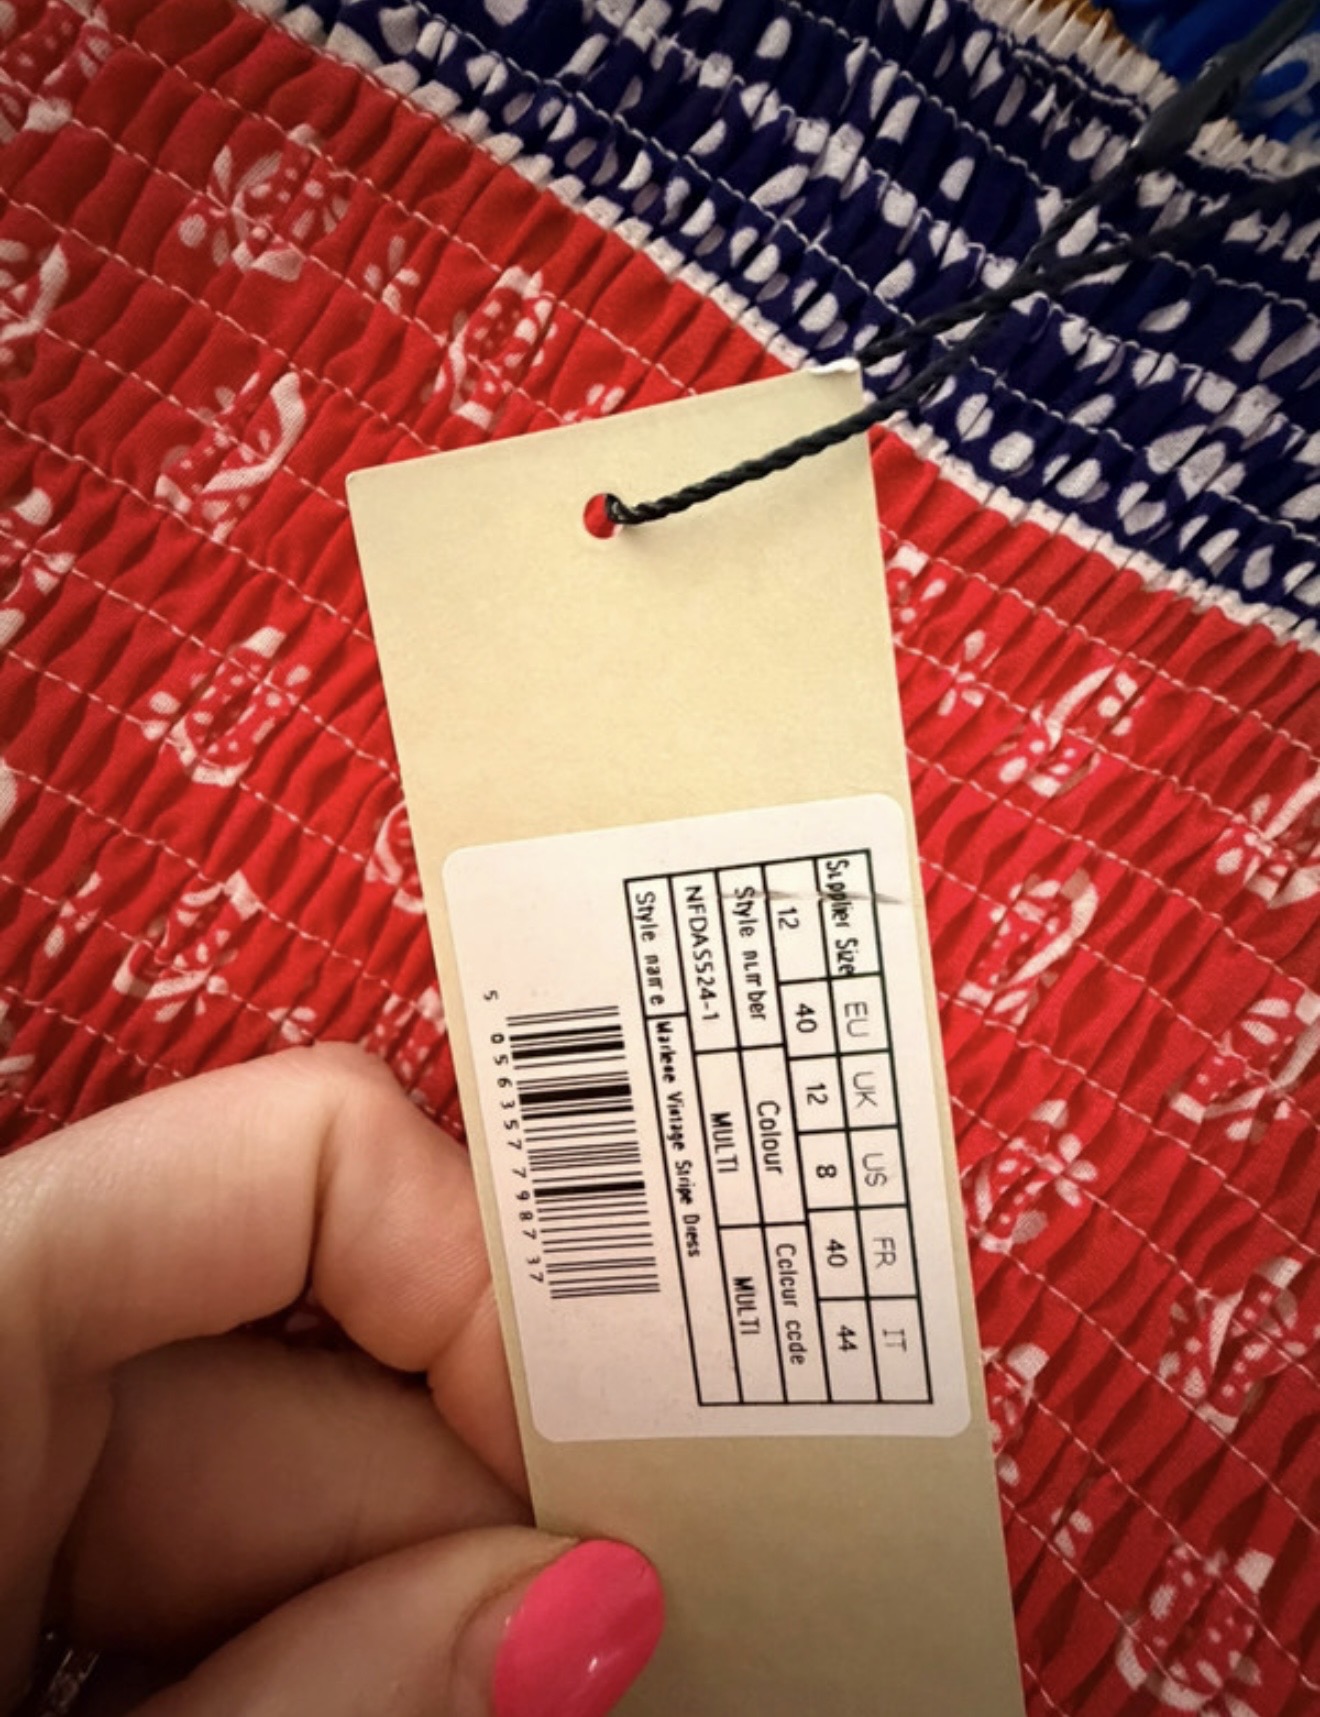 Supplier Size EU UK US FR IT
12 40 12 8 40 44
Style number Colour Colour code
NFDASS24-1 MULTI MULTI
Style name Marlene Vintage Stripe Dress
5 056357 798737